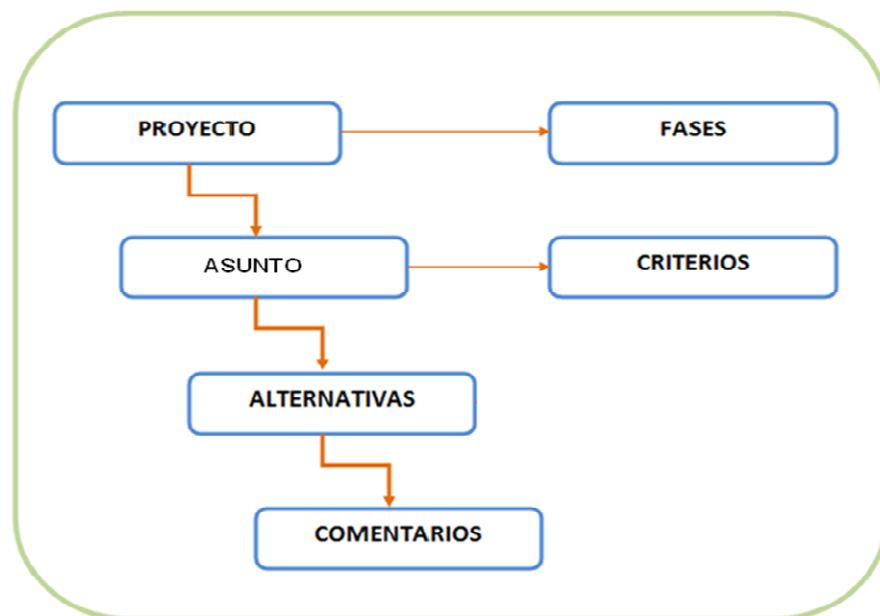 PROYECTO
FASES
ASUNTO
CRITERIOS
ALTERNATIVAS
COMENTARIOS